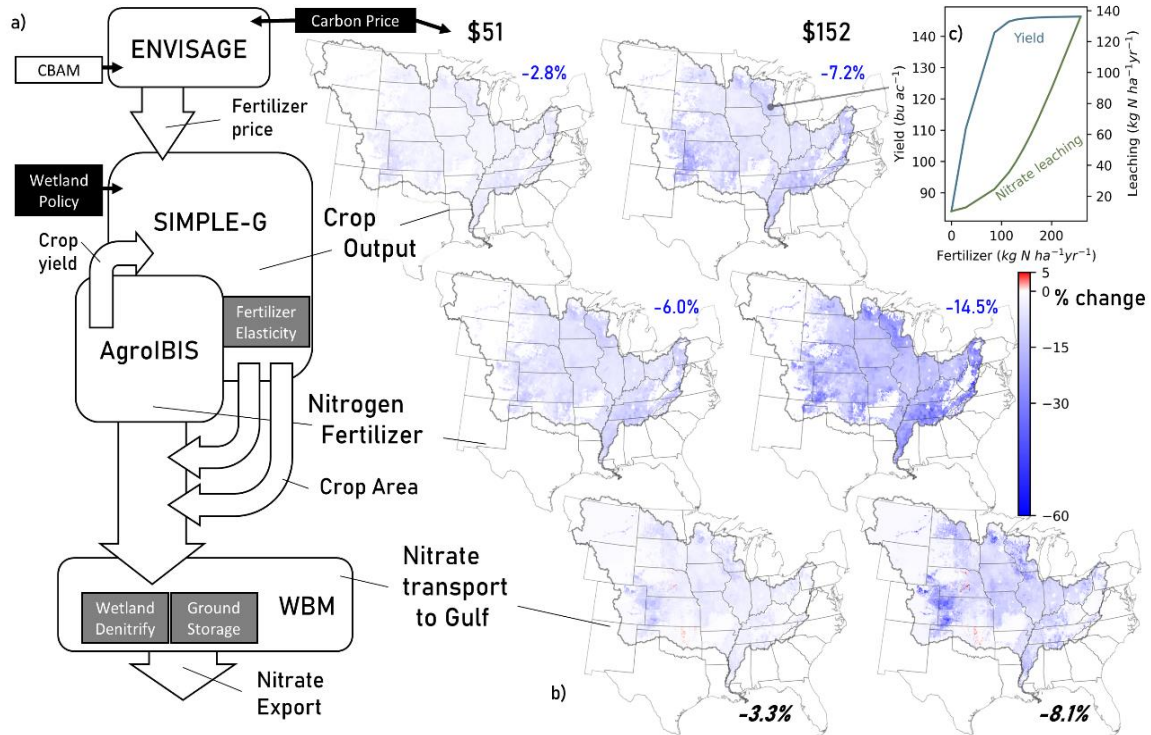 a)
ENVISAGE
Carbon Price
CBAM
Fertilizer
price
Wetland
Policy
SIMPLE-G
Crop
yield
AgroIBIS
Fertilizer
Elasticity
Crop
Output
Nitrogen
Fertilizer
Crop Area
Nitrate
transport
to Gulf
Wetland
Denitrify
Ground
Storage
WBM
Nitrate
Export
b)
$51
$152
-2.8%
-7.2%
-6.0%
-14.5%
-3.3%
-8.1%
c)
Yield
Nitrate leaching
Yield (bu ac⁻¹)
140
130
120
110
100
90
Leaching (kg N ha⁻¹yr⁻¹)
140
120
100
80
60
40
20
0
100
200
Fertilizer (kg N ha⁻¹yr⁻¹)
% change
5
0
-15
-30
-60